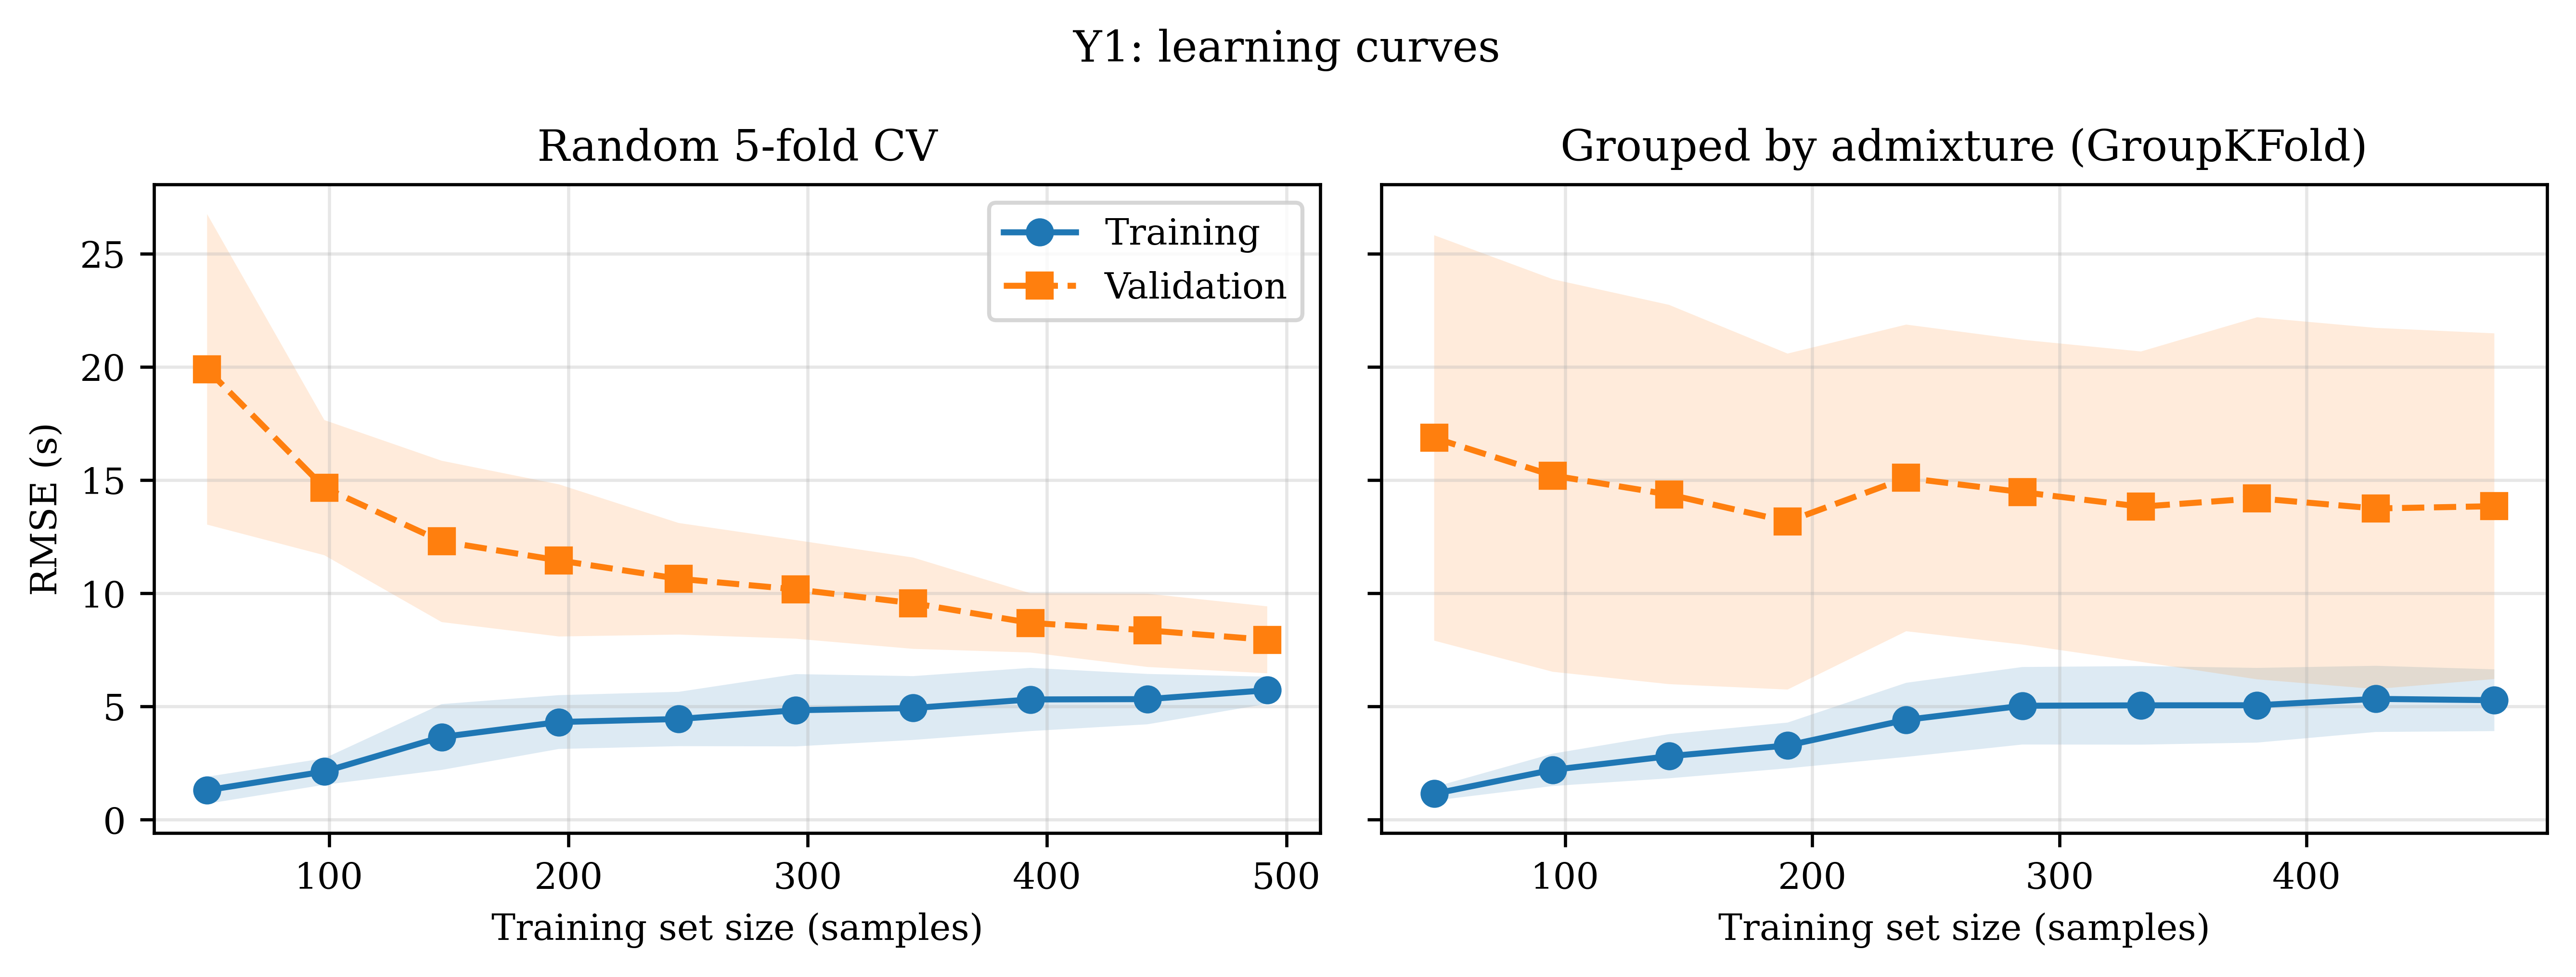 Y1: learning curves
Random 5-fold CV
Grouped by admixture (GroupKFold)
Training
Validation
RMSE (s)
25
20
15
10
5
0
100 200 300 400 500
100 200 300 400
Training set size (samples)
Training set size (samples)